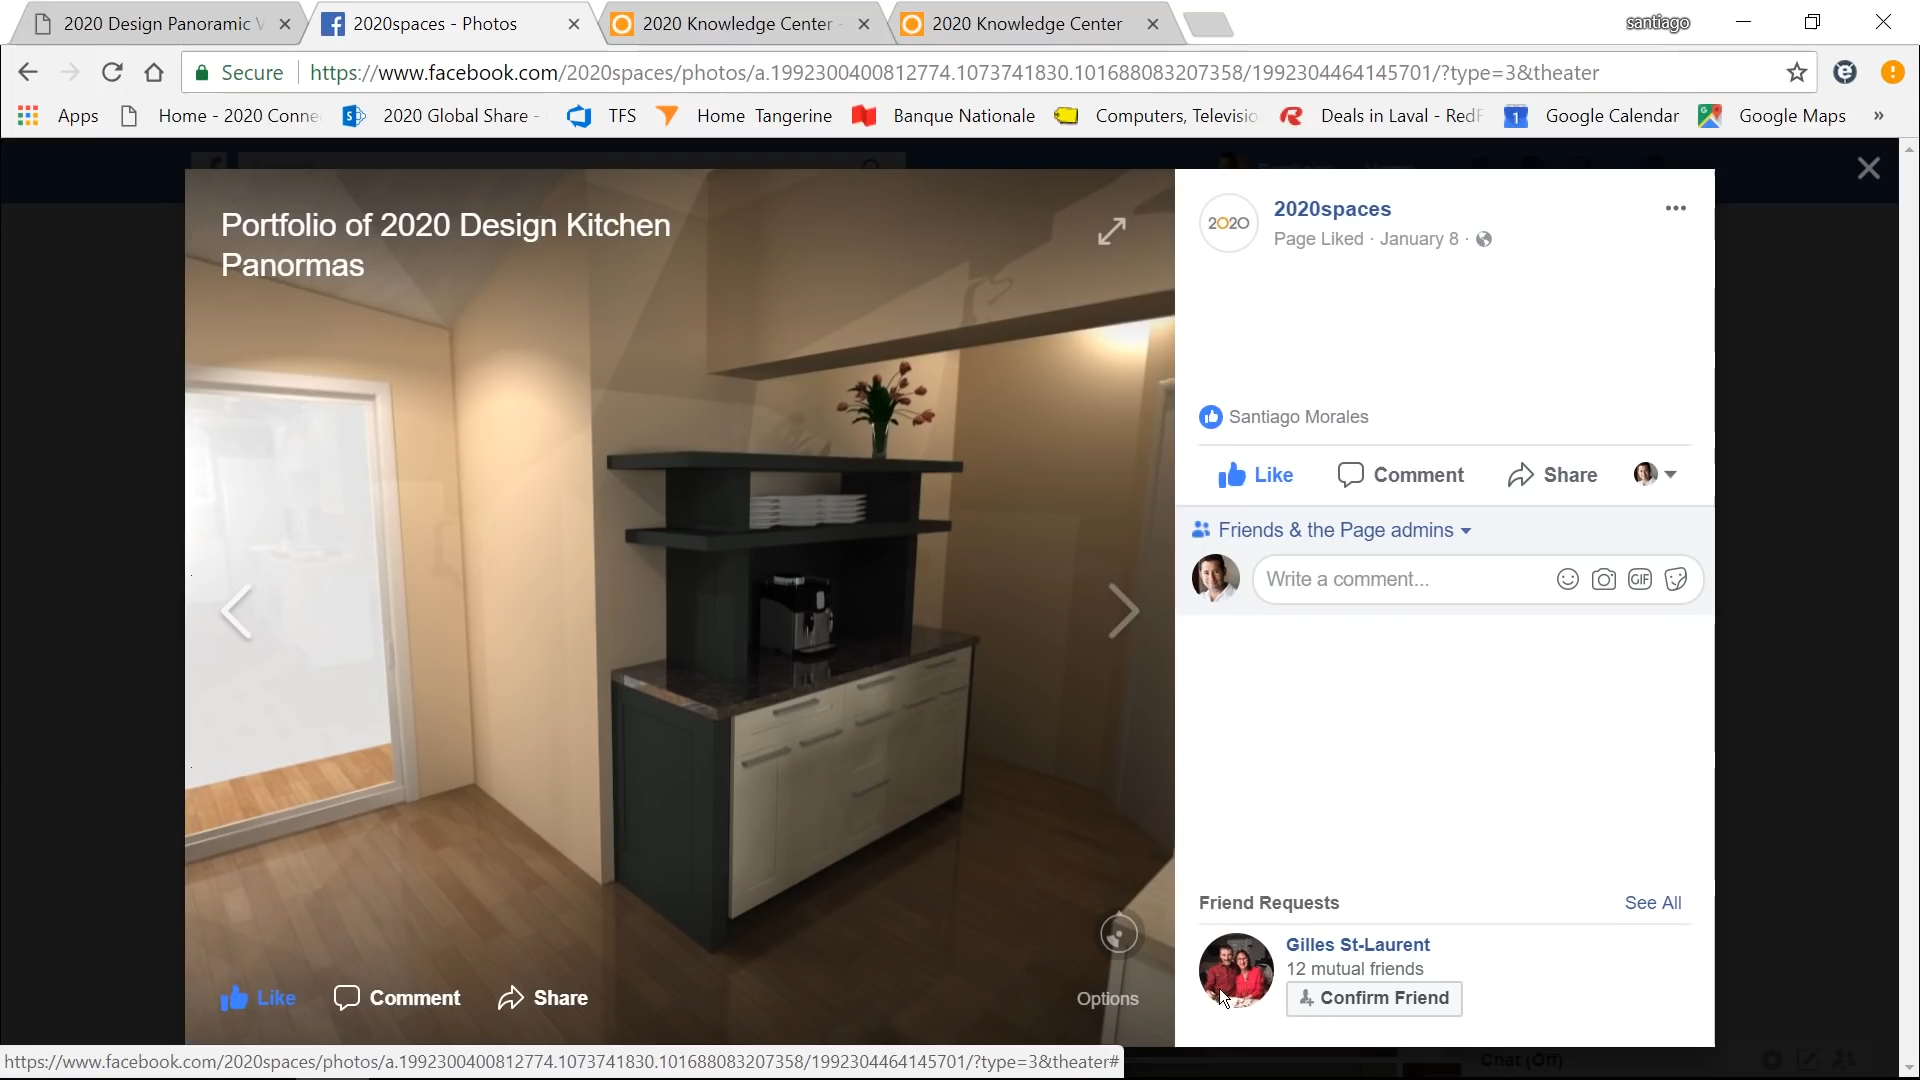 2020 Design Panoramic V
2020spaces - Photos
2020 Knowledge Center -
2020 Knowledge Center
santiago
Secure
https://www.facebook.com/2020spaces/photos/a.1992300400812774.1073741830.101688083207358/1992304464145701/?type=3&theater
Apps
Home - 2020 Conne
2020 Global Share -
TFS
Home Tangerine
Banque Nationale
Computers, Televisio
Deals in Laval - RedF
1
Google Calendar
Google Maps
»
Portfolio of 2020 Design Kitchen
Panormas
2020
2020spaces
Page Liked · January 8 ·
Santiago Morales
Like
Comment
Share
Friends & the Page admins
Write a comment...
GIF
Friend Requests
See All
Gilles St-Laurent
12 mutual friends
Confirm Friend
Like
Comment
Share
Options
https://www.facebook.com/2020spaces/photos/a.1992300400812774.1073741830.101688083207358/1992304464145701/?type=3&theater#
Chat (Off)